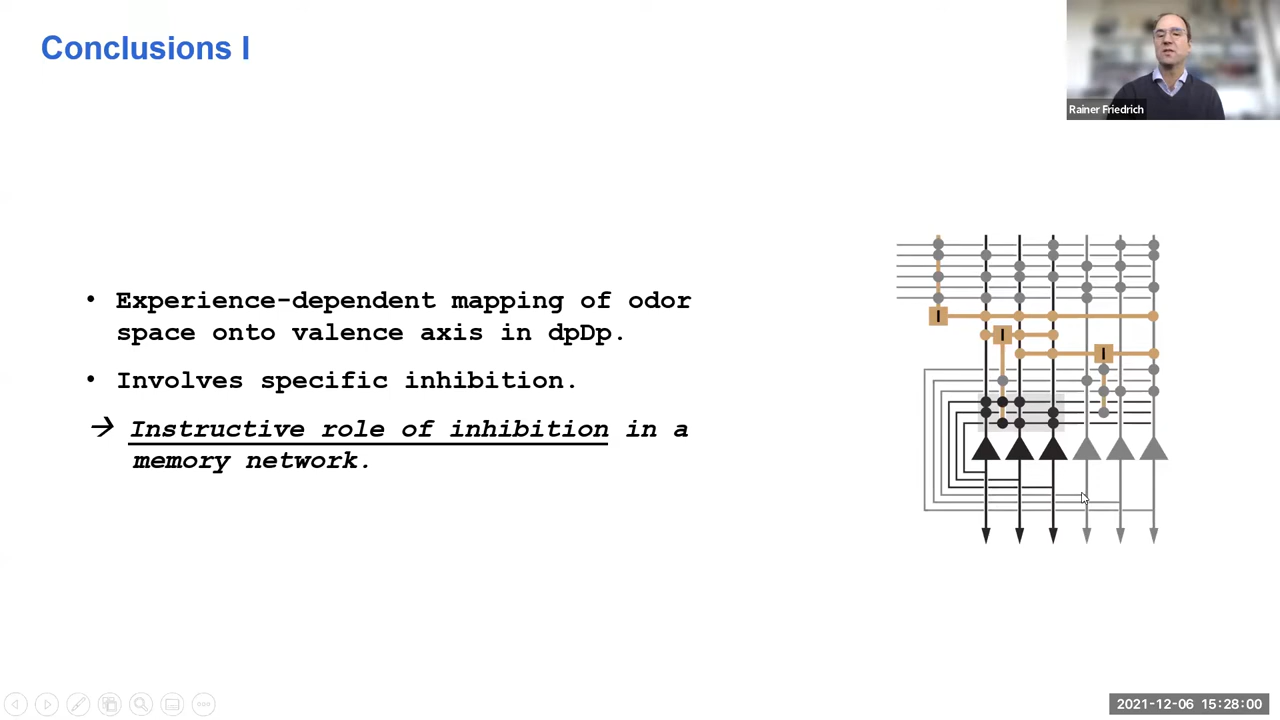 Conclusions I
Rainer Friedrich
• Experience-dependent mapping of odor
space onto valence axis in dpDp.
• Involves specific inhibition.
→ Instructive role of inhibition in a
memory network.
I
I
I
2021-12-06 15:28:00